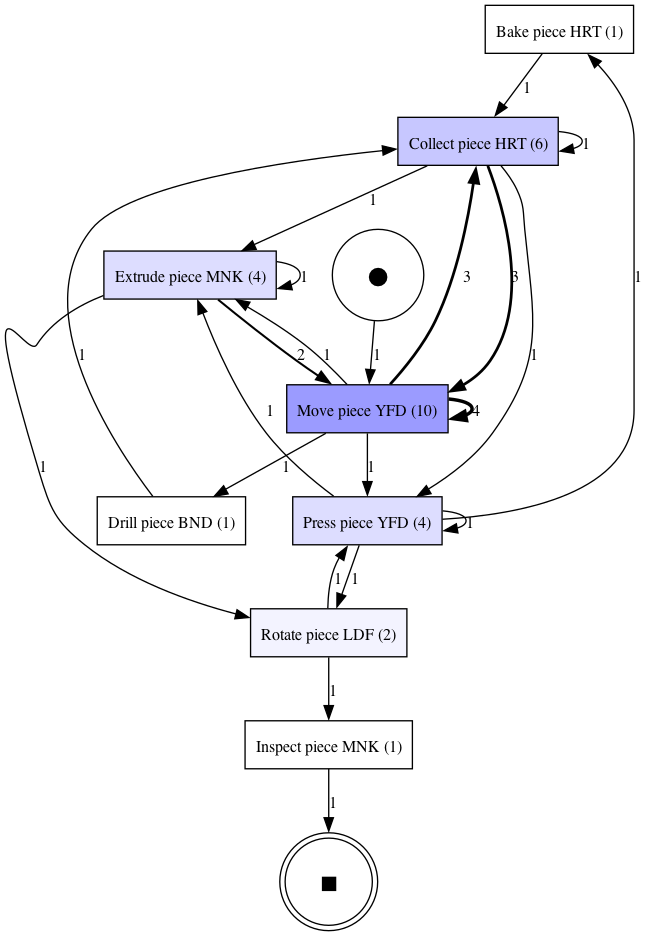 Bake piece HRT (1)
1
Collect piece HRT (6)
1
1
Extrude piece MNK (4)
1
3
3
1
2
1
1
1
1
Move piece YFD (10)
4
1
1
1
1
1
Drill piece BND (1)
Press piece YFD (4)
1
1
1
Rotate piece LDF (2)
1
Inspect piece MNK (1)
1